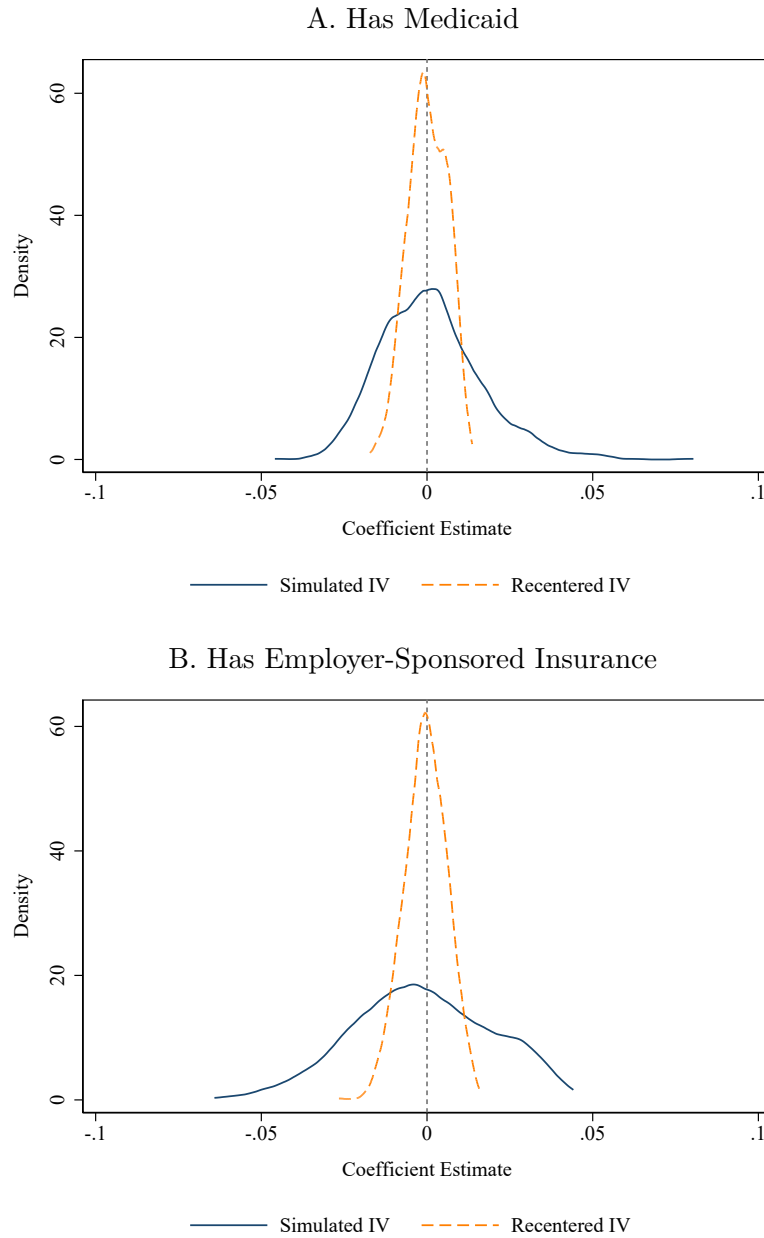 A. Has Medicaid
60
40
20
0
Density
-.1 -.05 0 .05 .1
Coefficient Estimate
Simulated IV Recentered IV
B. Has Employer-Sponsored Insurance
60
40
20
0
Density
-.1 -.05 0 .05 .1
Coefficient Estimate
Simulated IV Recentered IV